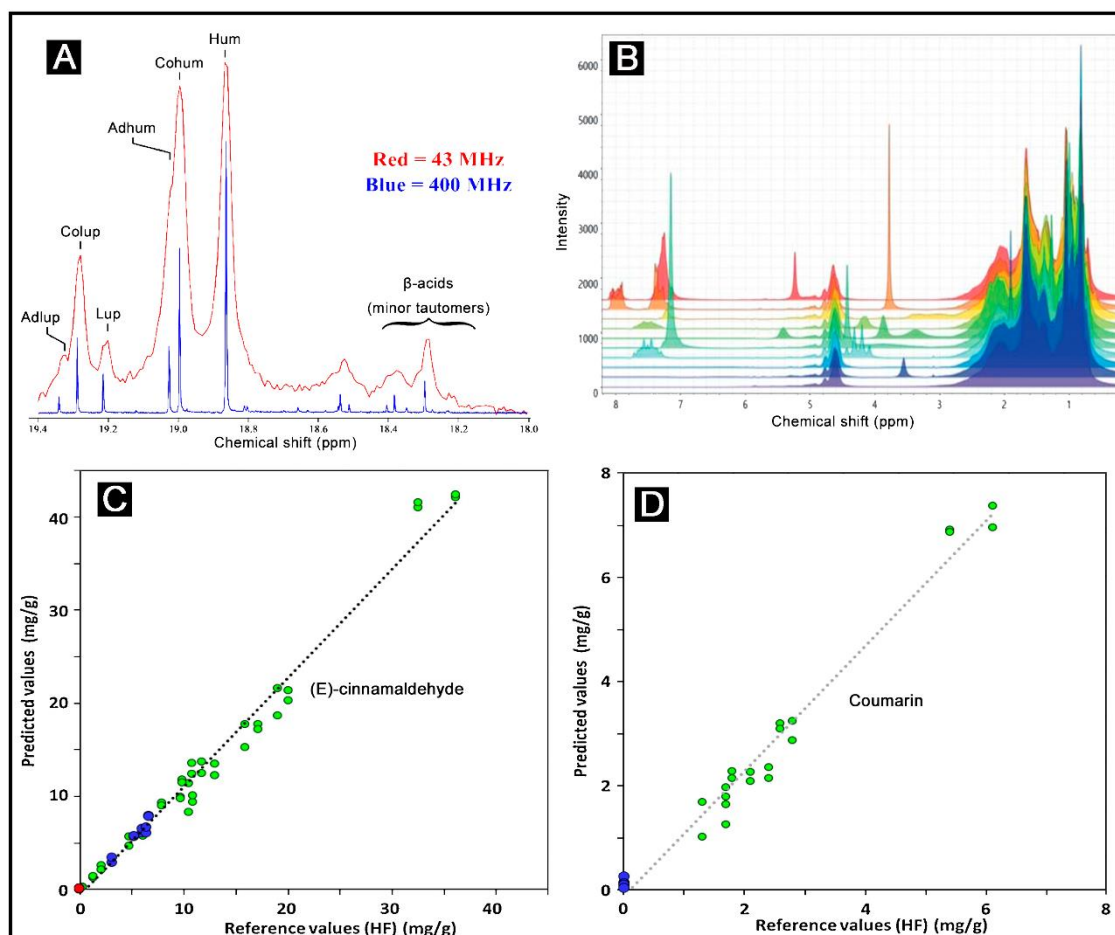 A
Hum
Cohum
Adhum
Red = 43 MHz
Blue = 400 MHz
Colup
Adlup
Lup
β-acids
(minor tautomers)
19.4
19.2
19.0
18.8
18.6
18.4
18.2
18.0
Chemical shift (ppm)
B
6000
5000
4000
3000
2000
1000
0
Intensity
8
7
6
5
4
3
2
1
Chemical shift (ppm)
C
40
30
20
10
0
Predicted values (mg/g)
(E)-cinnamaldehyde
0
10
20
30
40
Reference values (HF) (mg/g)
D
8
6
4
2
0
Predicted values (mg/g)
Coumarin
0
2
4
6
8
Reference values (HF) (mg/g)